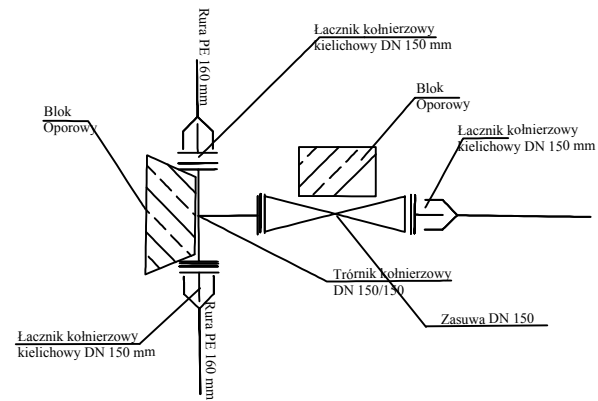 Rura PE 160 mm
Łacznik kołnierzowy
kielichowy DN 150 mm
Blok
Oporowy
Blok
Oporowy
Łacznik kołnierzowy
kielichowy DN 150 mm
Trórnik kołnierzowy
DN 150/150
Zasuwa DN 150
Łacznik kołnierzowy
kielichowy DN 150 mm
Rura PE 160 mm